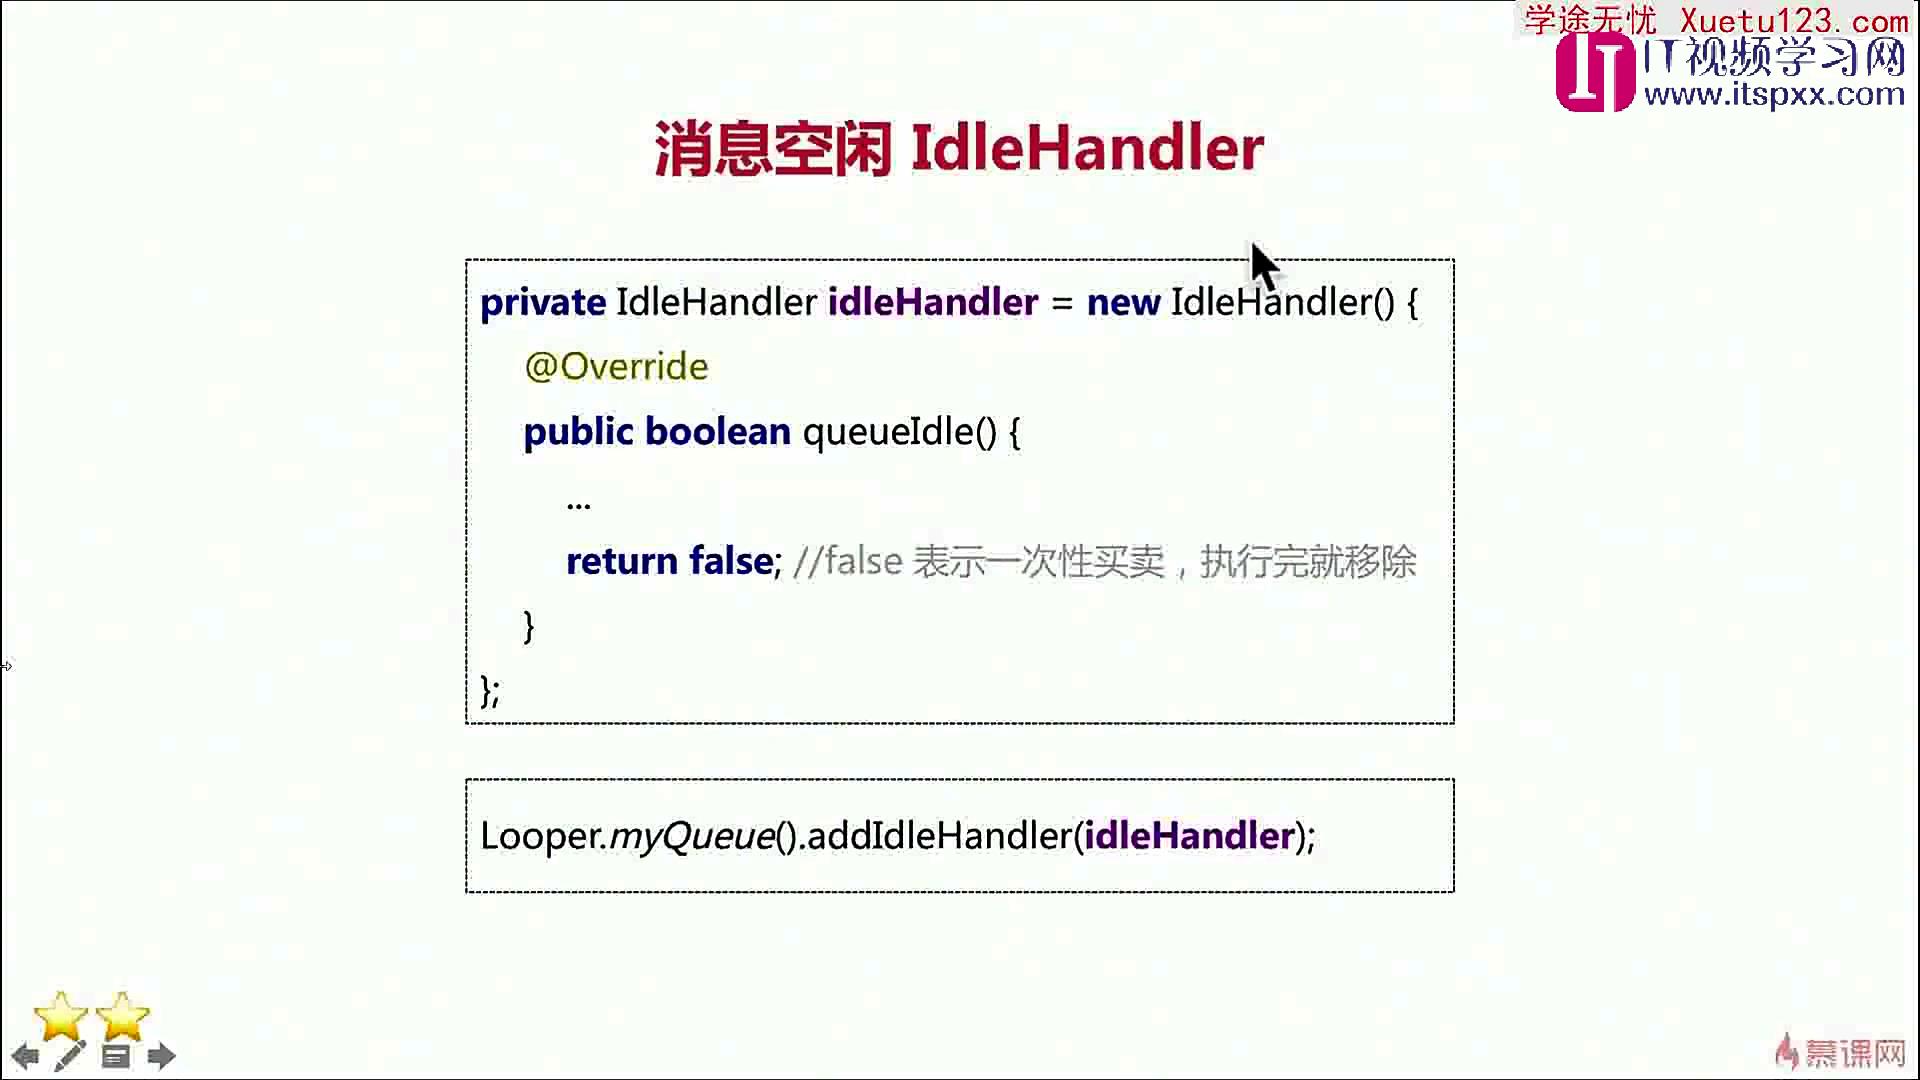 学途无忧 Xuetu123.com
IT视频学习网
www.itspxx.com
消息空闲 IdleHandler
private IdleHandler idleHandler = new IdleHandler() {
@Override
public boolean queueIdle() {
...
return false; //false 表示一次性买卖，执行完就移除
}
};
Looper.myQueue().addIdleHandler(idleHandler);
慕课网